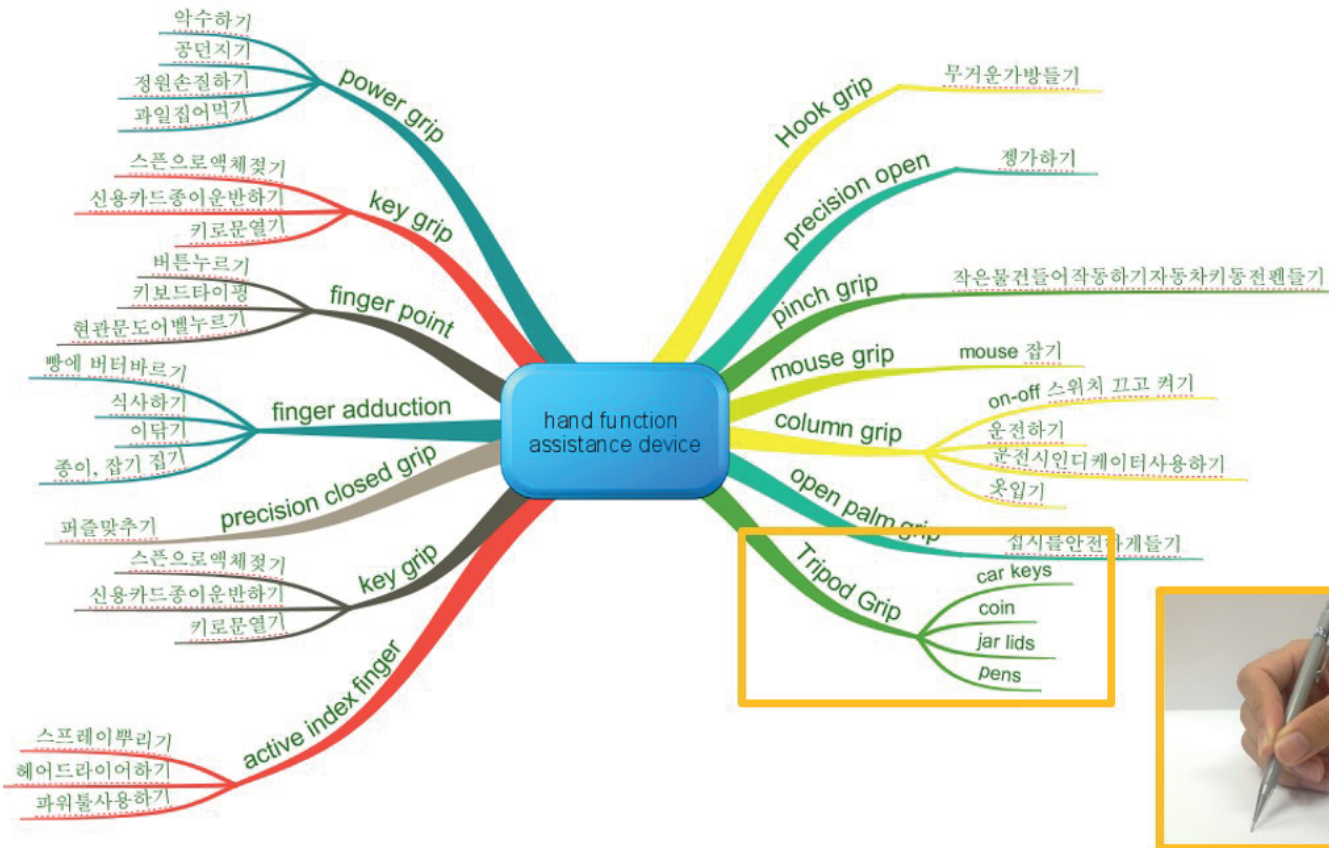 악수하기
공던지기
정원손질하기
과일집어먹기
power grip
스픈으로액체젖기
신용카드종이운반하기
키로문열기
key grip
버튼누르기
키보드타이핑
현관문도어벨누르기
finger point
빵에 버터바르기
식사하기
이닦기
종이, 잡기 집기
finger adduction
퍼즐맞추기
precision closed grip
스픈으로액체젖기
신용카드종이운반하기
키로문열기
key grip
스프레이뿌리기
헤어드라이어하기
파워툴사용하기
active index finger
hand function
assistance device
Hook grip
무거운가방들기
precision open
젱가하기
pinch grip
작은물건들어작동하기자동차키동전펜들기
mouse grip
mouse 잡기
column grip
on-off 스위치 끄고 켜기
운전하기
운전시인디케이터사용하기
옷입기
open palm grip
접시를안전하게들기
Tripod Grip
car keys
coin
jar lids
pens